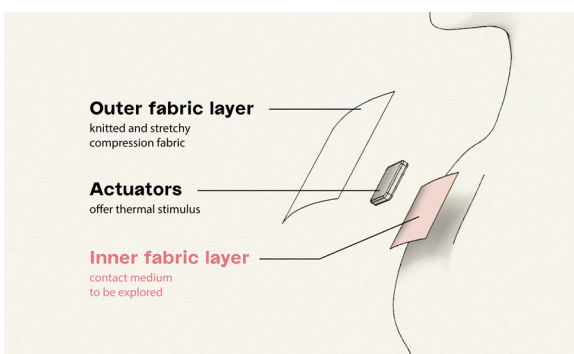 Outer fabric layer
knitted and stretchy
compression fabric
Actuators
offer thermal stimulus
Inner fabric layer
contact medium
to be explored